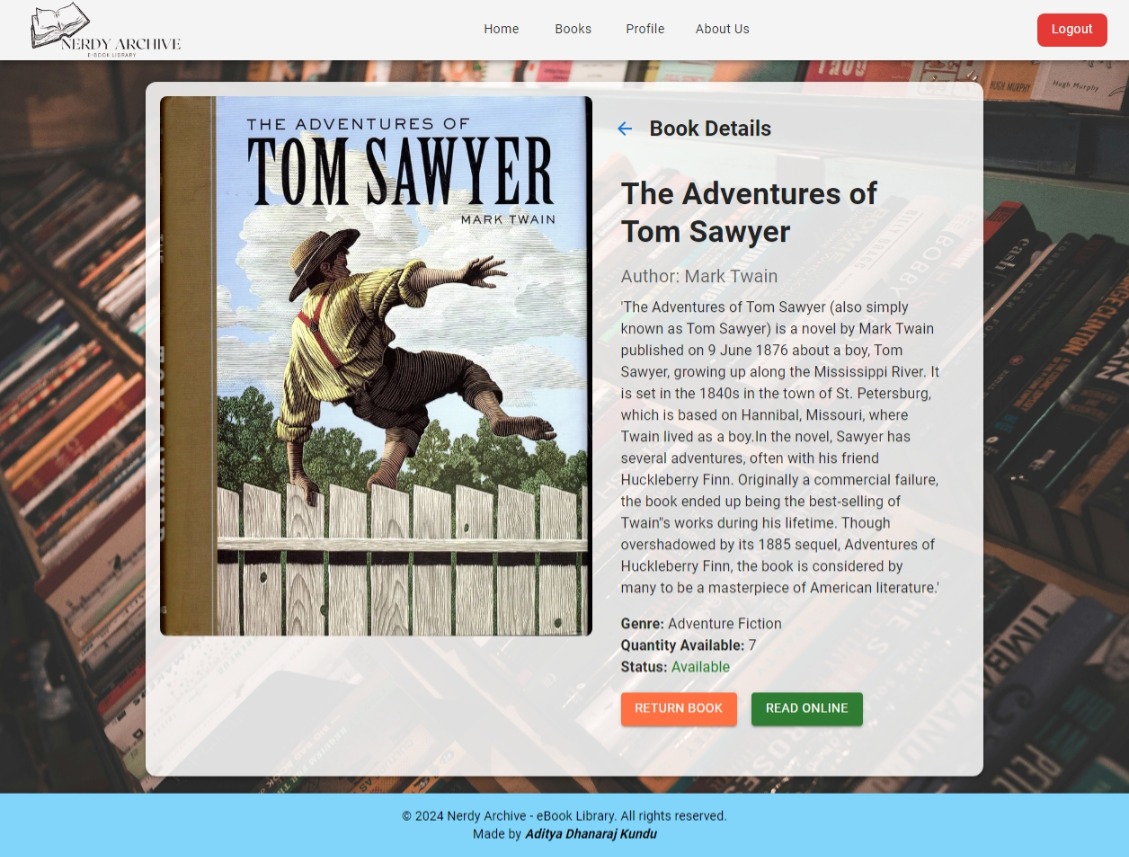 NERDY ARCHIVE
E-BOOK LIBRARY
Home Books Profile About Us
Logout
THE ADVENTURES OF
TOM SAWYER
MARK TWAIN
Book Details
The Adventures of
Tom Sawyer
Author: Mark Twain
'The Adventures of Tom Sawyer (also simply
known as Tom Sawyer) is a novel by Mark Twain
published on 9 June 1876 about a boy, Tom
Sawyer, growing up along the Mississippi River. It
is set in the 1840s in the town of St. Petersburg,
which is based on Hannibal, Missouri, where
Twain lived as a boy.In the novel, Sawyer has
several adventures, often with his friend
Huckleberry Finn. Originally a commercial failure,
the book ended up being the best-selling of
Twain''s works during his lifetime. Though
overshadowed by its 1885 sequel, Adventures of
Huckleberry Finn, the book is considered by
many to be a masterpiece of American literature.'
Genre: Adventure Fiction
Quantity Available: 7
Status: Available
RETURN BOOK READ ONLINE
HUGH MURPHY
Hugh Murphy
© 2024 Nerdy Archive - eBook Library. All rights reserved.
Made by Aditya Dhanaraj Kundu